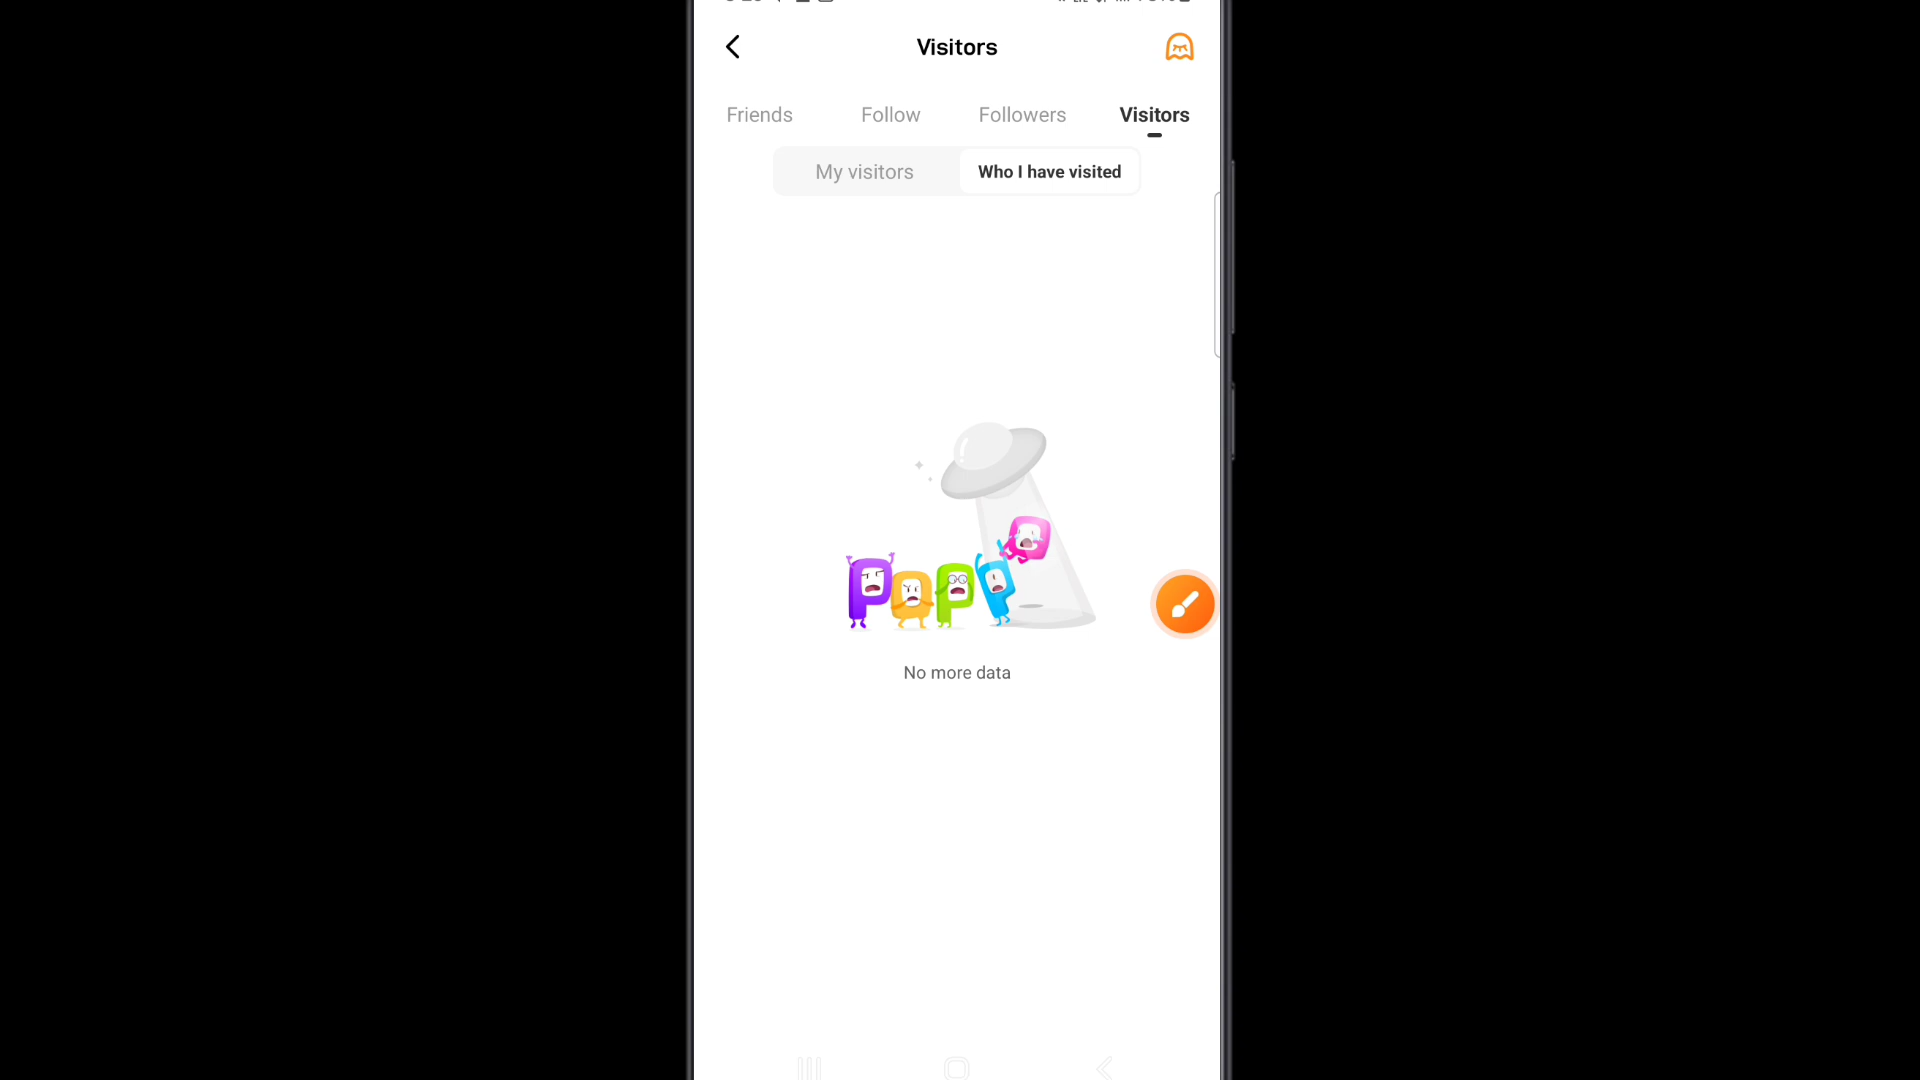 Visitors
Friends Follow Followers Visitors
My visitors Who I have visited
No more data